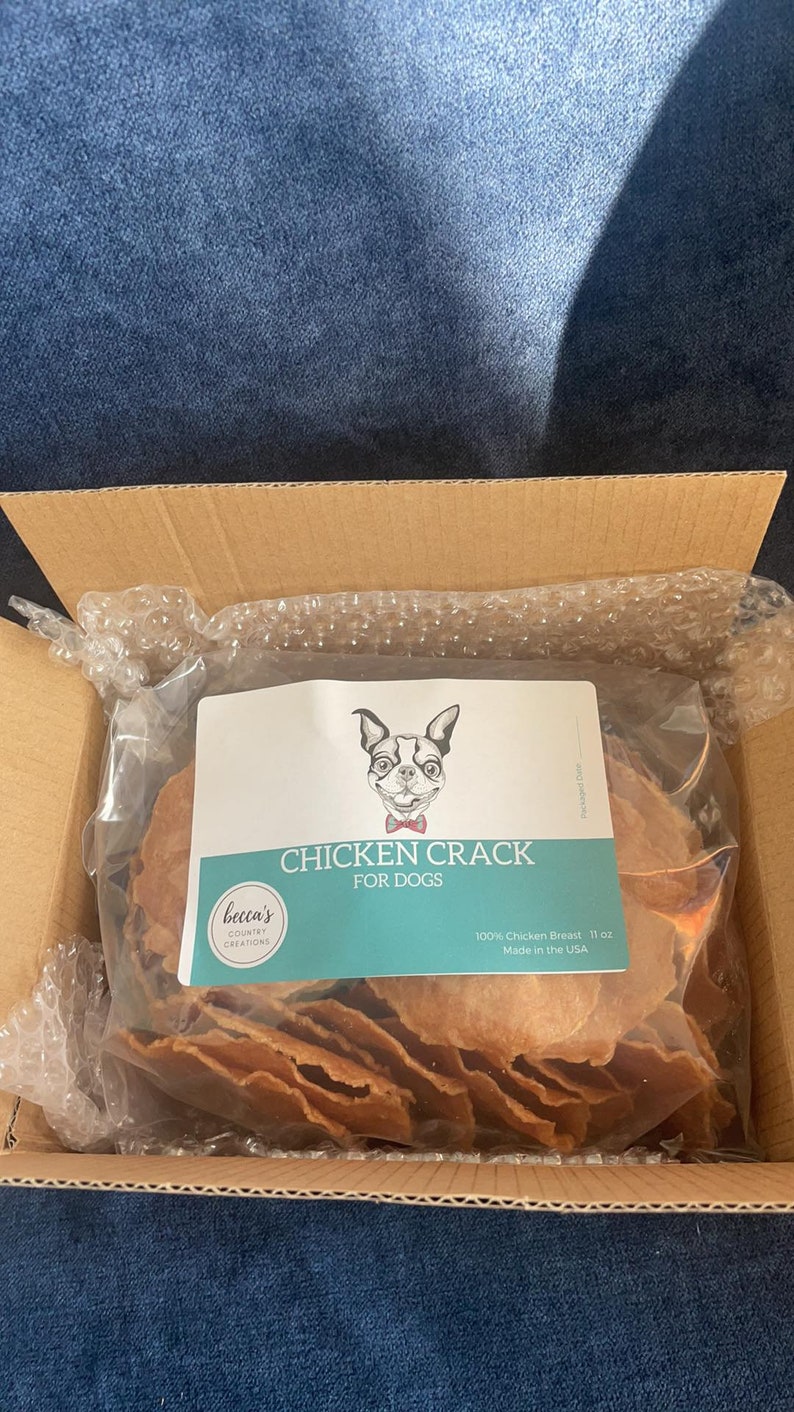 Packaged Date:
CHICKEN CRACK
FOR DOGS
becca's
COUNTRY
CREATIONS
100% Chicken Breast 11 oz
Made in the USA